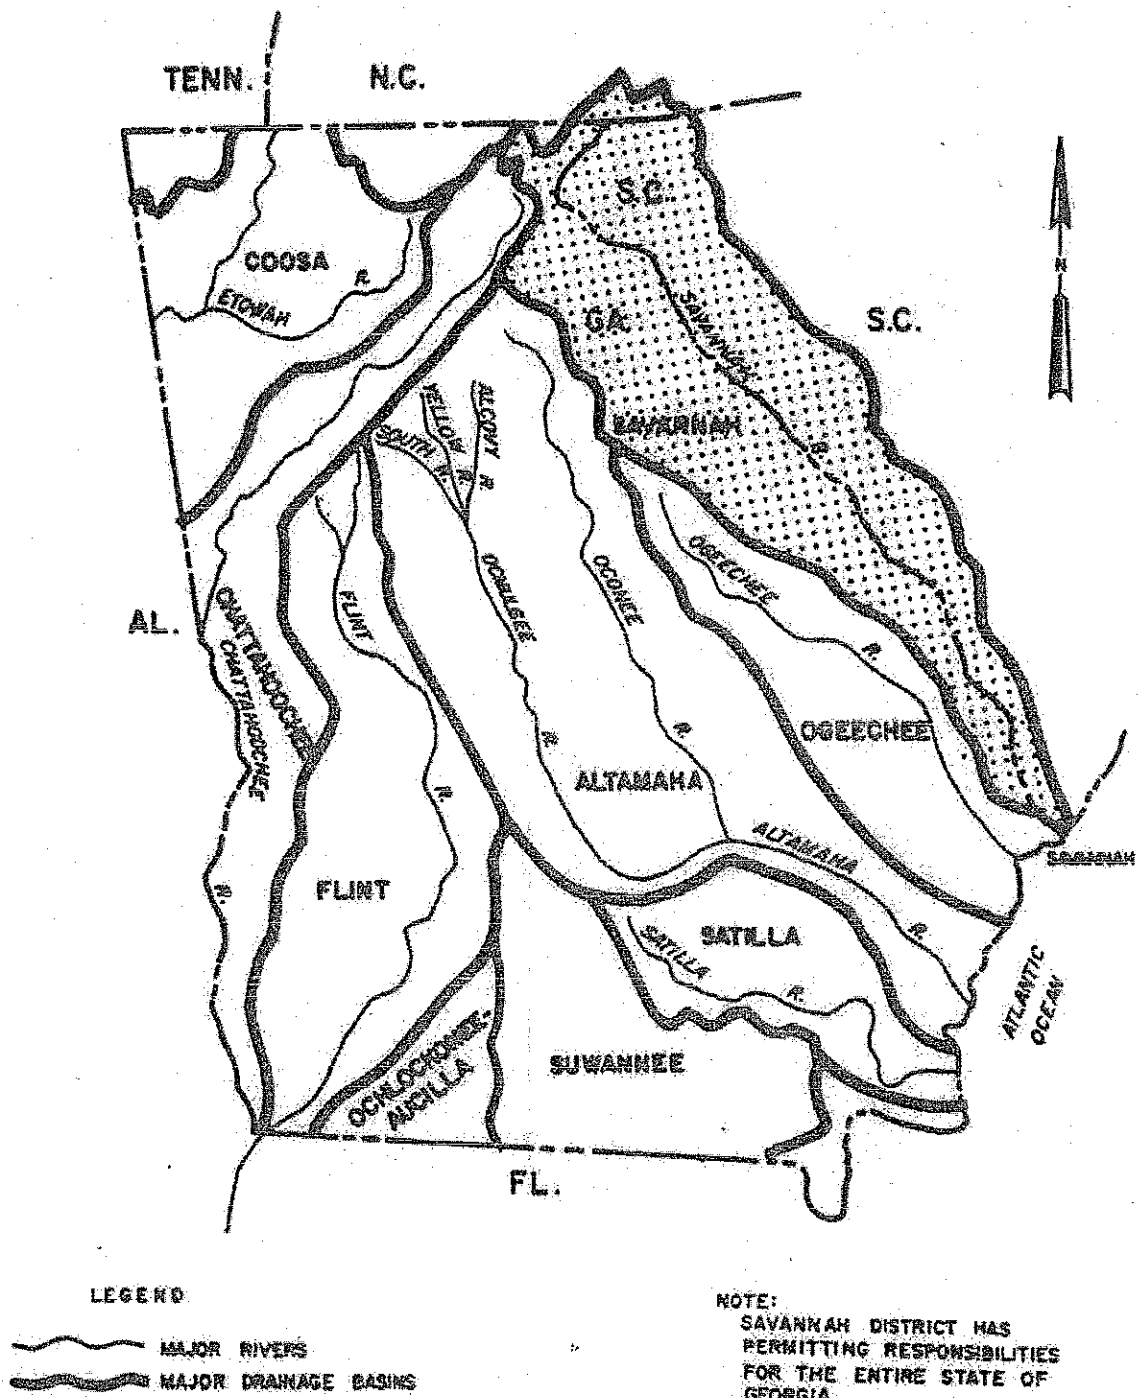 TENN.
N.C.
S.C.
COOSA
R.
ETOWAH
GA.
SAVANNAH
S.C.
N
SAVANNAH
R.
YELLOW R.
ALCOVY R.
SOUTH R.
OCMULGEE
OCONEE
OGEECHEE
FLINT
AL.
CHATTAHOOCHEE
CHATTAHOOCHEE
R.
R.
R.
OGEECHEE
ALTAMAHA
R.
ALTAMAHA
SAVANNAH
FLINT
R.
SATILLA
SATILLA
R.
R.
ATLANTIC
OCEAN
SUWANNEE
OCHLOCHONEE-
AUCILLA
FL.
LEGEND
MAJOR RIVERS
MAJOR DRAINAGE BASINS
NOTE:
SAVANNAH DISTRICT HAS
PERMITTING RESPONSIBILITIES
FOR THE ENTIRE STATE OF
GEORGIA